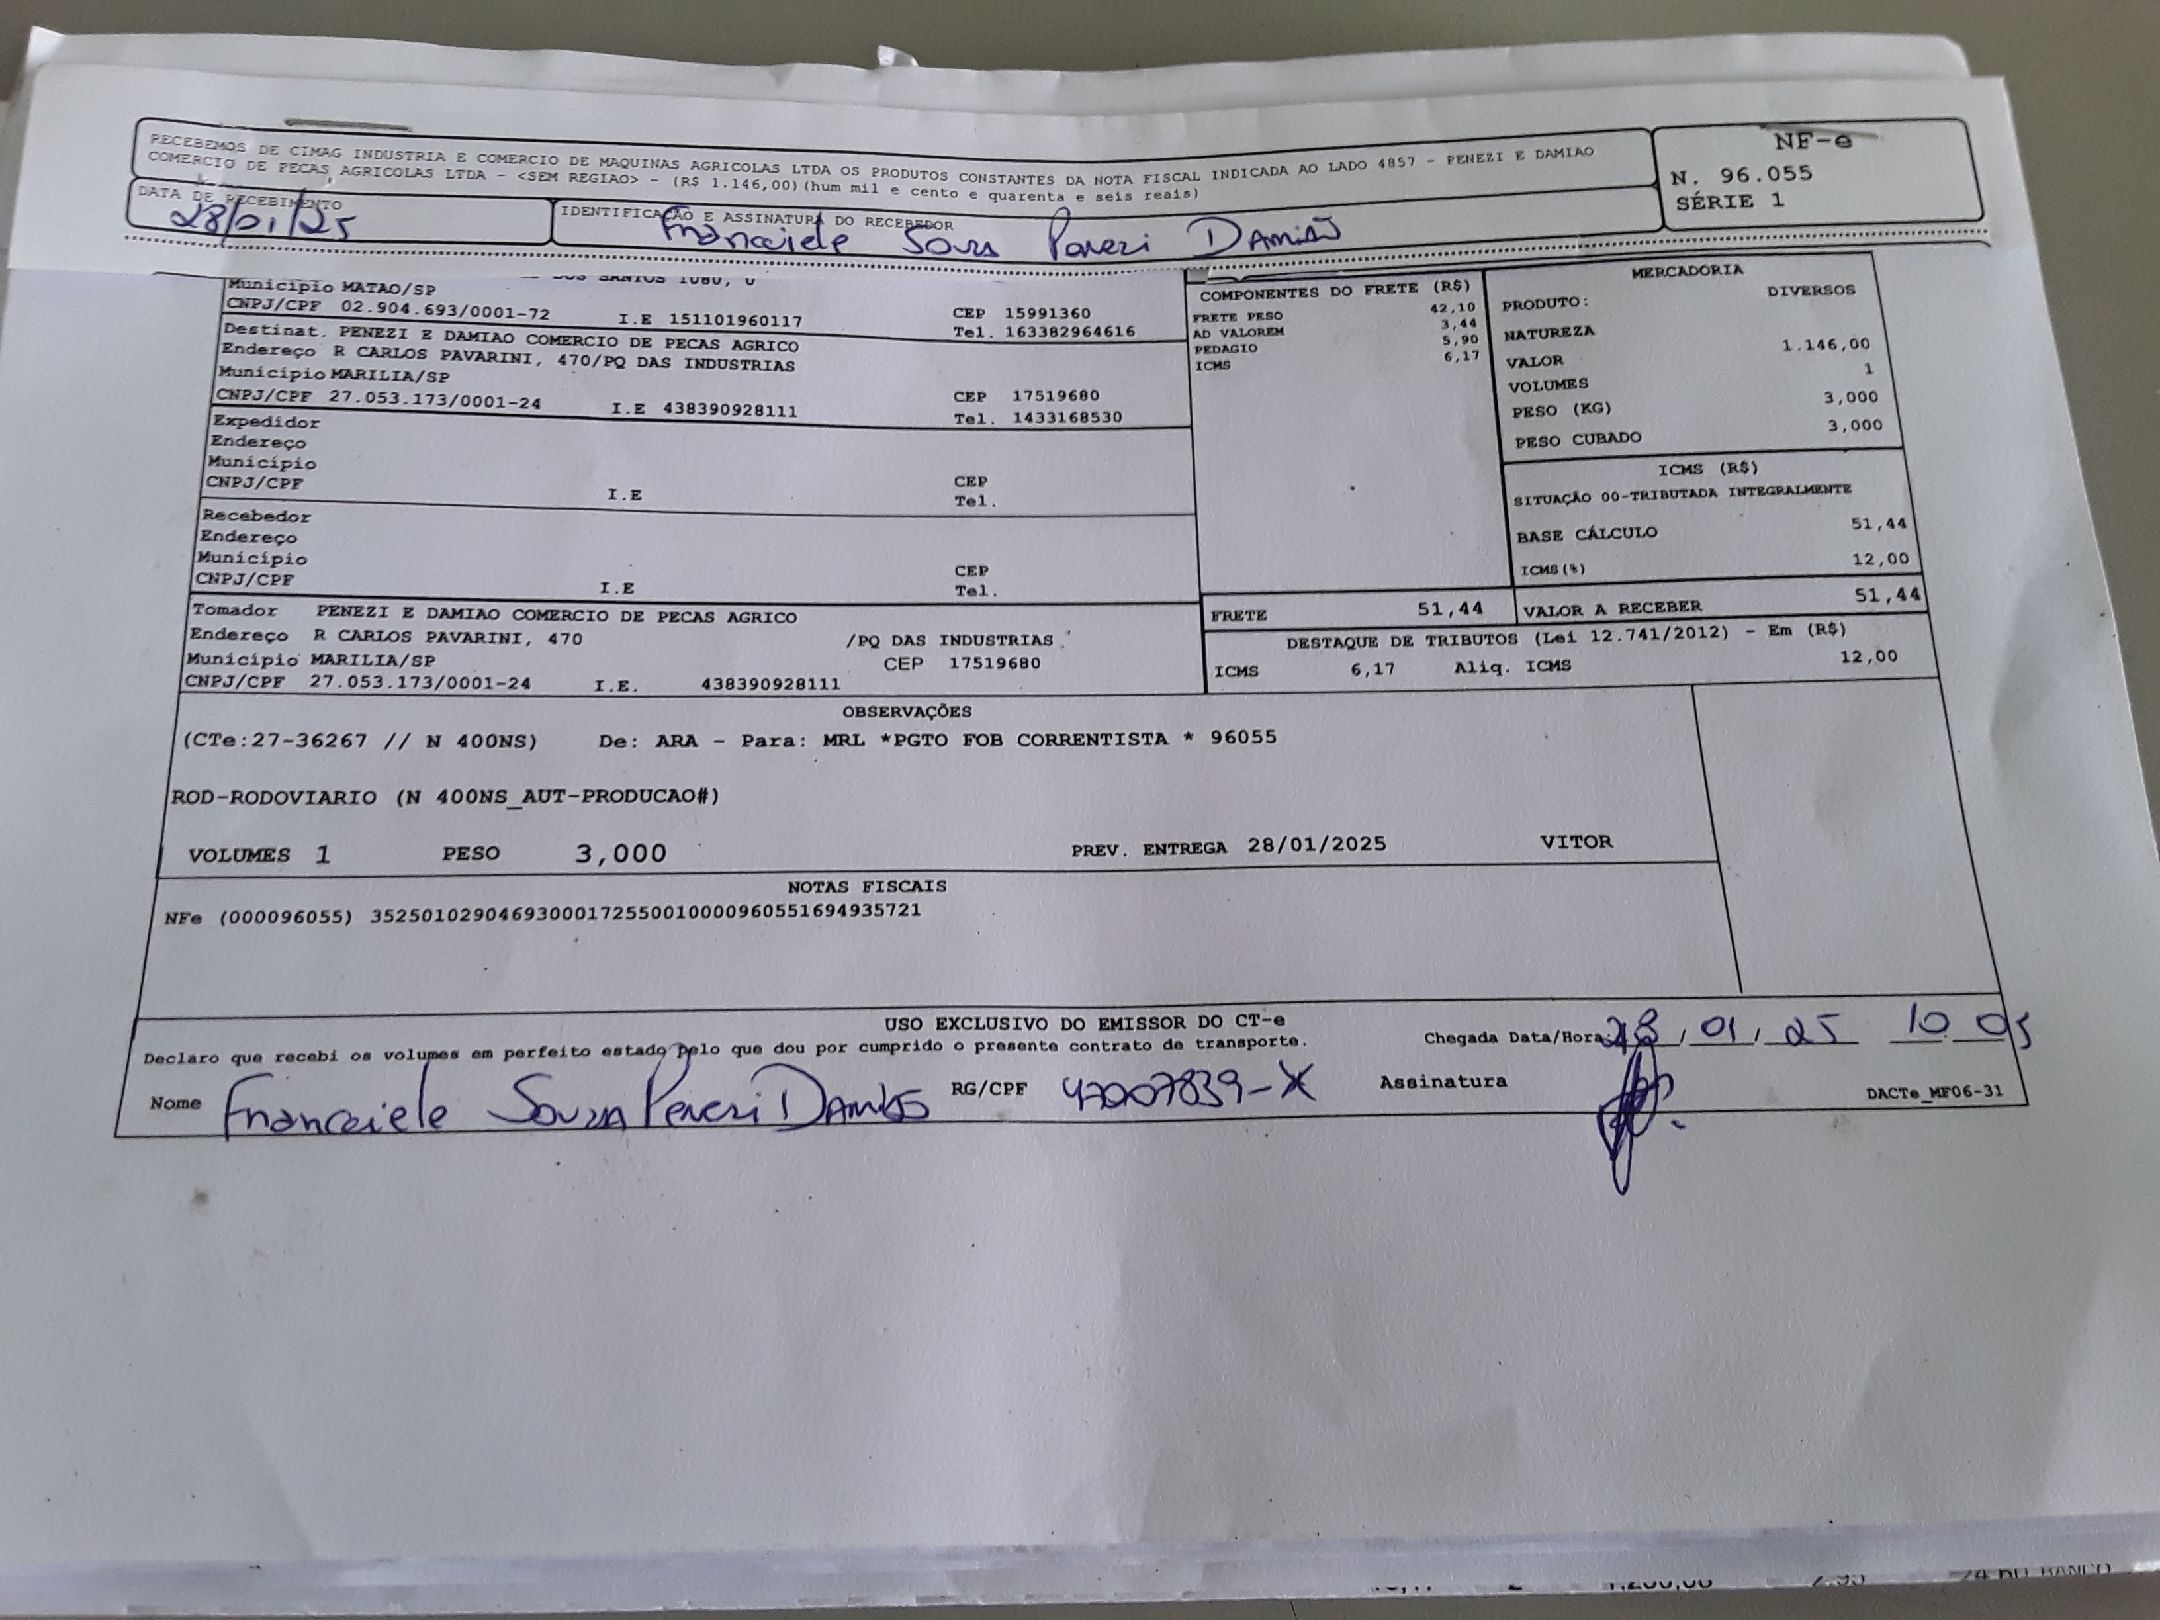 RECEBEMOS DE CIMAG INDUSTRIA E COMERCIO DE MAQUINAS AGRICOLAS LTDA OS PRODUTOS CONSTANTES DA NOTA FISCAL INDICADA AO LADO 4857 - PENEZI E DAMIAO
COMERCIO DE PECAS AGRICOLAS LTDA - <SEM REGIAO> - (R$ 1.146,00)(hum mil e cento e quarenta e seis reais)
NF-e
N. 96.055
SÉRIE 1
DATA DE RECEBIMENTO
28/01/25
IDENTIFICAÇÃO E ASSINATURA DO RECEBEDOR
Franciele Souza Penezi Damião
DOS SANTOS 1080, 0
Município MATAO/SP
CNPJ/CPF 02.904.693/0001-72 I.E 151101960117 CEP 15991360
Tel. 163382964616
Destinat. PENEZI E DAMIAO COMERCIO DE PECAS AGRICO
Endereço R CARLOS PAVARINI, 470/PQ DAS INDUSTRIAS
Município MARILIA/SP
CNPJ/CPF 27.053.173/0001-24 I.E 438390928111 CEP 17519680
Tel. 1433168530
Expedidor
Endereço
Município
CNPJ/CPF I.E CEP
Tel.
Recebedor
Endereço
Município
CNPJ/CPF I.E CEP
Tel.
Tomador PENEZI E DAMIAO COMERCIO DE PECAS AGRICO
Endereço R CARLOS PAVARINI, 470 /PQ DAS INDUSTRIAS
Município MARILIA/SP CEP 17519680
CNPJ/CPF 27.053.173/0001-24 I.E. 438390928111
COMPONENTES DO FRETE (R$)
FRETE PESO 42,10
AD VALOREM 3,44
PEDAGIO 5,90
ICMS 6,17
MERCADORIA
PRODUTO: DIVERSOS
NATUREZA
VALOR 1.146,00
VOLUMES 1
PESO (KG) 3,000
PESO CUBADO 3,000
ICMS (R$)
SITUAÇÃO 00-TRIBUTADA INTEGRALMENTE
BASE CÁLCULO 51,44
ICMS(%) 12,00
FRETE 51,44 VALOR A RECEBER 51,44
DESTAQUE DE TRIBUTOS (Lei 12.741/2012) - Em (R$)
ICMS 6,17 Aliq. ICMS 12,00
OBSERVAÇÕES
(CTe:27-36267 // N 400NS) De: ARA - Para: MRL *PGTO FOB CORRENTISTA * 96055
ROD-RODOVIARIO (N 400NS_AUT-PRODUCAO#)
VOLUMES 1 PESO 3,000 PREV. ENTREGA 28/01/2025 VITOR
NOTAS FISCAIS
NFe (000096055) 35250102904693000172550010000960551694935721
USO EXCLUSIVO DO EMISSOR DO CT-e
Declaro que recebi os volumes em perfeito estado pelo que dou por cumprido o presente contrato de transporte.
Chegada Data/Hora 28/01/25 10 05
Nome Franciele Souza Penezi Damião RG/CPF 47007839-X Assinatura
DACTe_MF06-31